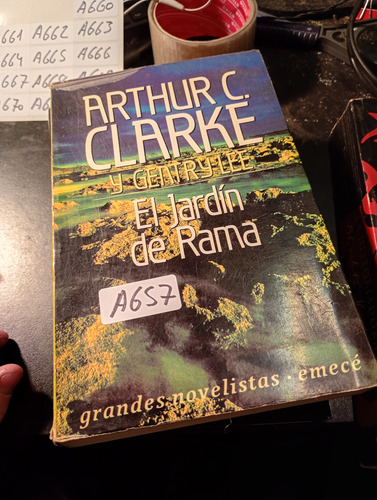 A660
661 A662 A663
664 A665 A666
667 A668
670
ARTHUR C.
CLARKE
y GENTRY LEE
El Jardín
de Rama
A657
grandes novelistas · emecé